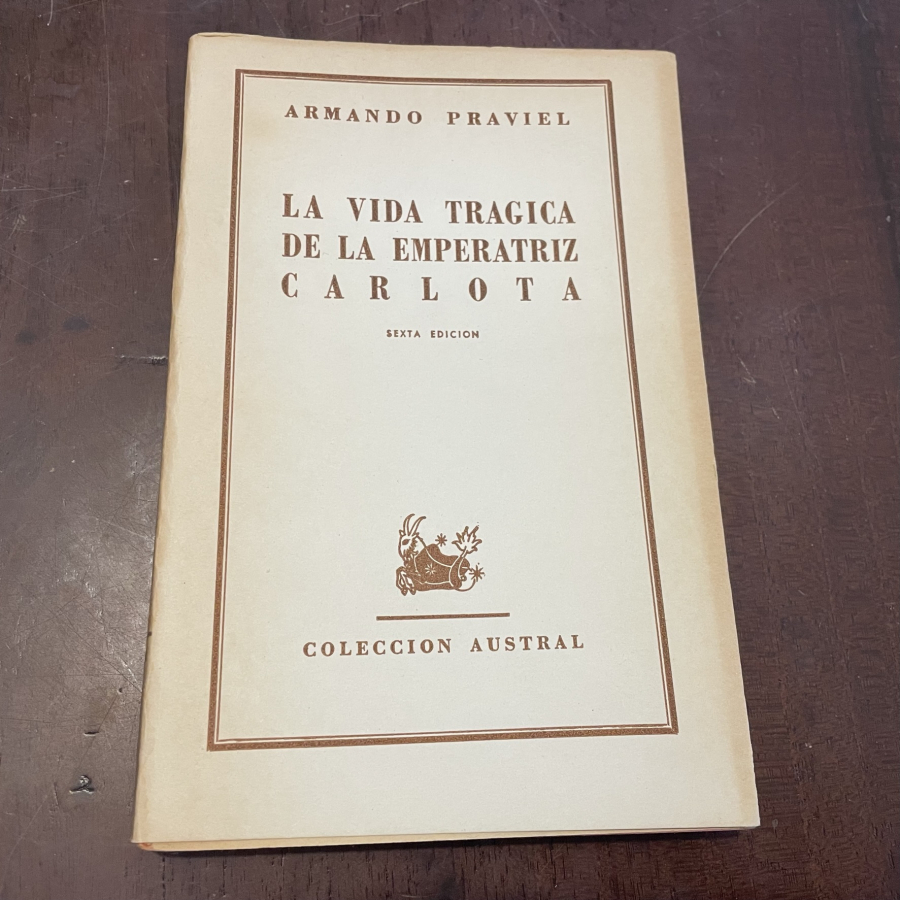 ARMANDO PRAVIEL
LA VIDA TRAGICA
DE LA EMPERATRIZ
CARLOTA
SEXTA EDICION
COLECCION AUSTRAL